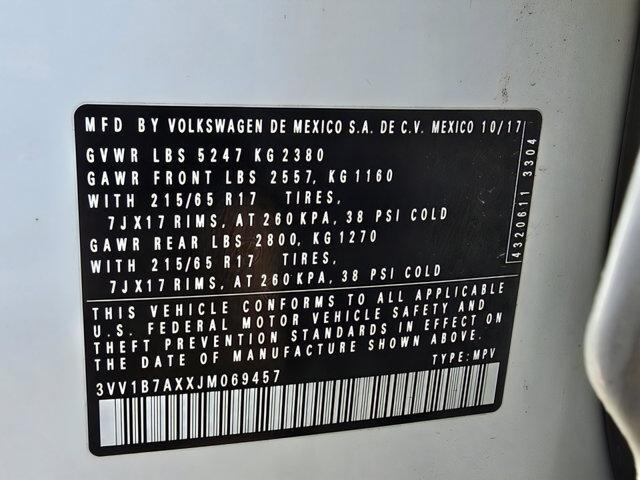 MFD BY VOLKSWAGEN DE MEXICO S.A. DE C.V. MEXICO 10/17
GVWR LBS 5247 KG 2380
GAWR FRONT LBS 2557, KG 1160
WITH 215/65 R17 TIRES,
7JX17 RIMS, AT 260 KPA, 38 PSI COLD
GAWR REAR LBS 2800, KG 1270
WITH 215/65 R17 TIRES,
7JX17 RIMS, AT 260 KPA, 38 PSI COLD
4320611 3304
THIS VEHICLE CONFORMS TO ALL APPLICABLE
U.S. FEDERAL MOTOR VEHICLE SAFETY AND
THEFT PREVENTION STANDARDS IN EFFECT ON
THE DATE OF MANUFACTURE SHOWN ABOVE.
3VV1B7AXXJM069457 TYPE: MPV